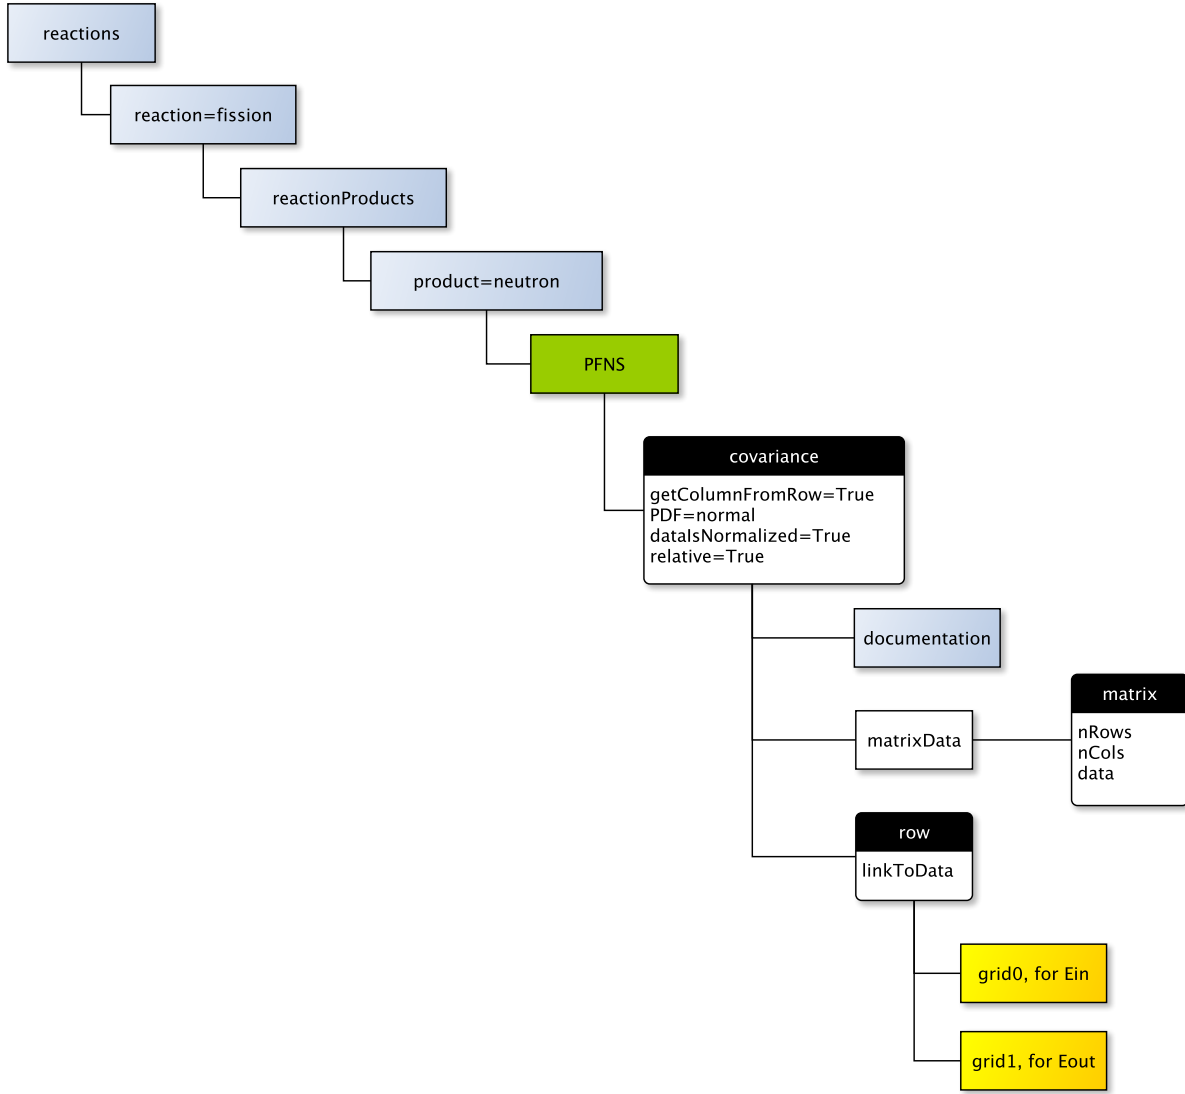 reactions
reaction=fission
reactionProducts
product=neutron
PFNS
covariance
getColumnFromRow=True
PDF=normal
dataIsNormalized=True
relative=True
documentation
matrixData
matrix
nRows
nCols
data
row
linkToData
grid0, for Ein
grid1, for Eout